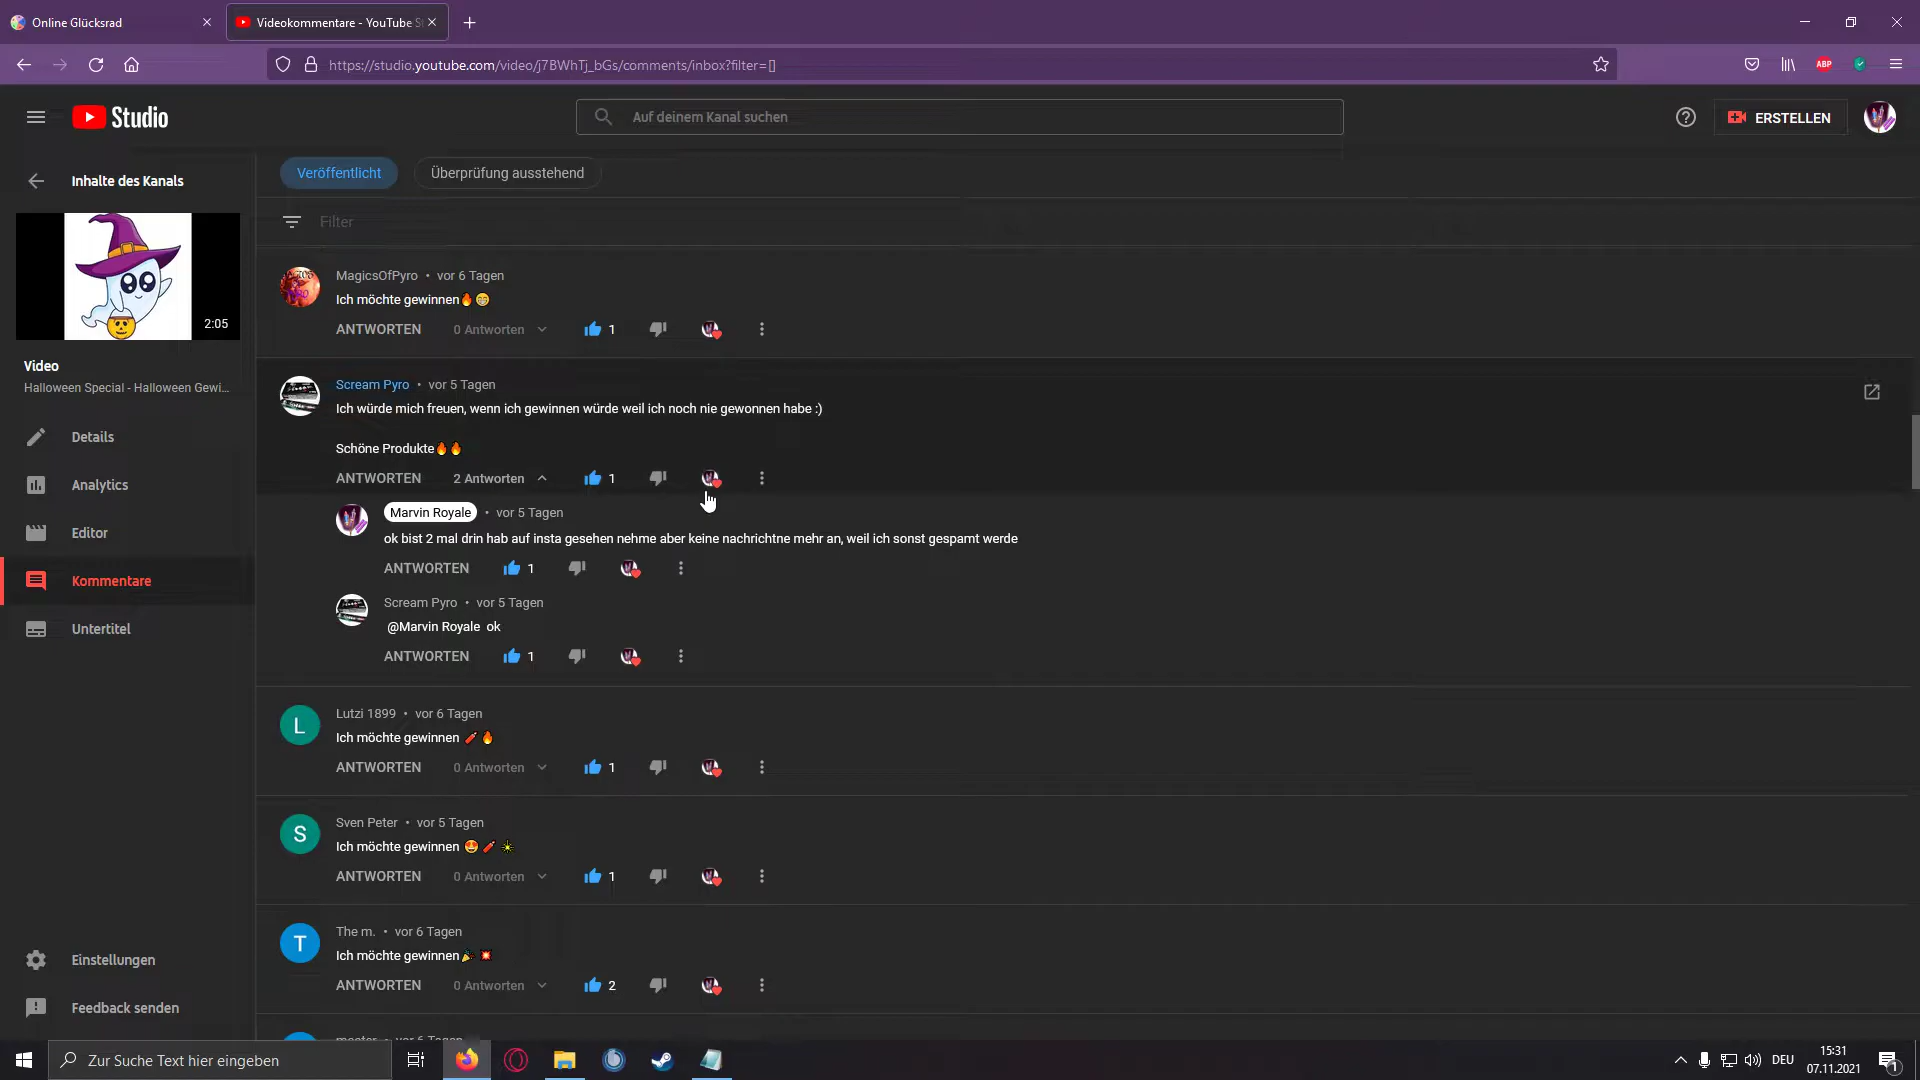 Online Glücksrad
Videokommentare - YouTube St
https://studio.youtube.com/video/j7BWhTj_bGs/comments/inbox?filter=[]
ABP
Studio
Auf deinem Kanal suchen
ERSTELLEN
Inhalte des Kanals
2:05
Video
Halloween Special - Halloween Gewi...
Details
Analytics
Editor
Kommentare
Untertitel
Einstellungen
Feedback senden
Veröffentlicht
Überprüfung ausstehend
Filter
MagicsOfPyro • vor 6 Tagen
Ich möchte gewinnen🔥😁
ANTWORTEN 0 Antworten 1
Scream Pyro • vor 5 Tagen
Ich würde mich freuen, wenn ich gewinnen würde weil ich noch nie gewonnen habe :)
Schöne Produkte🔥🔥
ANTWORTEN 2 Antworten 1
Marvin Royale • vor 5 Tagen
ok bist 2 mal drin hab auf insta gesehen nehme aber keine nachrichtne mehr an, weil ich sonst gespamt werde
ANTWORTEN 1
Scream Pyro • vor 5 Tagen
@Marvin Royale ok
ANTWORTEN 1
L
Lutzi 1899 • vor 6 Tagen
Ich möchte gewinnen 🧨🔥
ANTWORTEN 0 Antworten 1
S
Sven Peter • vor 5 Tagen
Ich möchte gewinnen 😍🧨🎇
ANTWORTEN 0 Antworten 1
T
The m. • vor 6 Tagen
Ich möchte gewinnen🎉💥
ANTWORTEN 0 Antworten 2
Zur Suche Text hier eingeben
DEU
15:31
07.11.2021
1